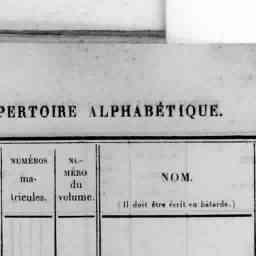 PERTOIRE ALPHABÉTIQUE.
NUMÉROS
ma-
tricules.
NU-
MÉRO
du
volume.
NOM.
(Il doit être écrit en bâtarde.)